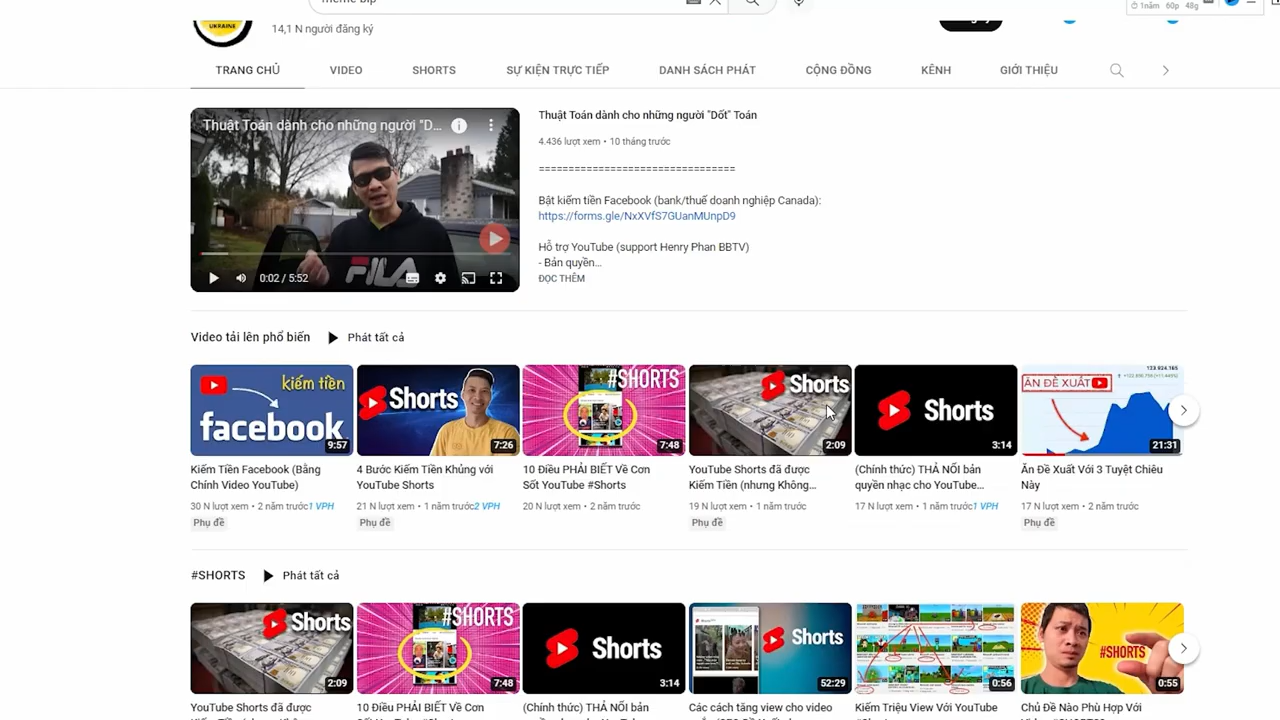 meme bip
1năm 60p 48g
UKRAINE
14,1 N người đăng ký
TRANG CHỦ VIDEO SHORTS SỰ KIỆN TRỰC TIẾP DANH SÁCH PHÁT CỘNG ĐỒNG KÊNH GIỚI THIỆU
Thuật Toán dành cho những người "D...
FILA
0:02 / 5:52
Thuật Toán dành cho những người "Dốt" Toán
4.436 lượt xem • 10 tháng trước
================================
Bật kiếm tiền Facebook (bank/thuế doanh nghiệp Canada):
https://forms.gle/NxXVfS7GUanMUnpD9
Hỗ trợ YouTube (support Henry Phan BBTV)
- Bản quyền...
ĐỌC THÊM
Video tải lên phổ biến Phát tất cả
kiếm tiền
facebook
9:57
Shorts
7:26
#SHORTS
7:48
Shorts
2:09
Shorts
3:14
ĂN ĐỀ XUẤT
21:31
Kiếm Tiền Facebook (Bằng
Chính Video YouTube)
30 N lượt xem • 2 năm trước1 VPH
Phụ đề
4 Bước Kiếm Tiền Khủng với
YouTube Shorts
21 N lượt xem • 1 năm trước2 VPH
Phụ đề
10 Điều PHẢI BIẾT Về Cơn
Sốt YouTube #Shorts
20 N lượt xem • 2 năm trước
YouTube Shorts đã được
Kiếm Tiền (nhưng Không...
19 N lượt xem • 1 năm trước
Phụ đề
(Chính thức) THẢ NỔI bản
quyền nhạc cho YouTube...
17 N lượt xem • 1 năm trước1 VPH
Ăn Đề Xuất Với 3 Tuyệt Chiêu
Này
17 N lượt xem • 2 năm trước
Phụ đề
#SHORTS Phát tất cả
Shorts
2:09
#SHORTS
7:48
Shorts
3:14
Shorts
52:29
0:56
#SHORTS
0:55
YouTube Shorts đã được
10 Điều PHẢI BIẾT Về Cơn
(Chính thức) THẢ NỔI bản
Các cách tăng view cho video
Kiếm Triệu View Với YouTube
Chủ Đề Nào Phù Hợp Với